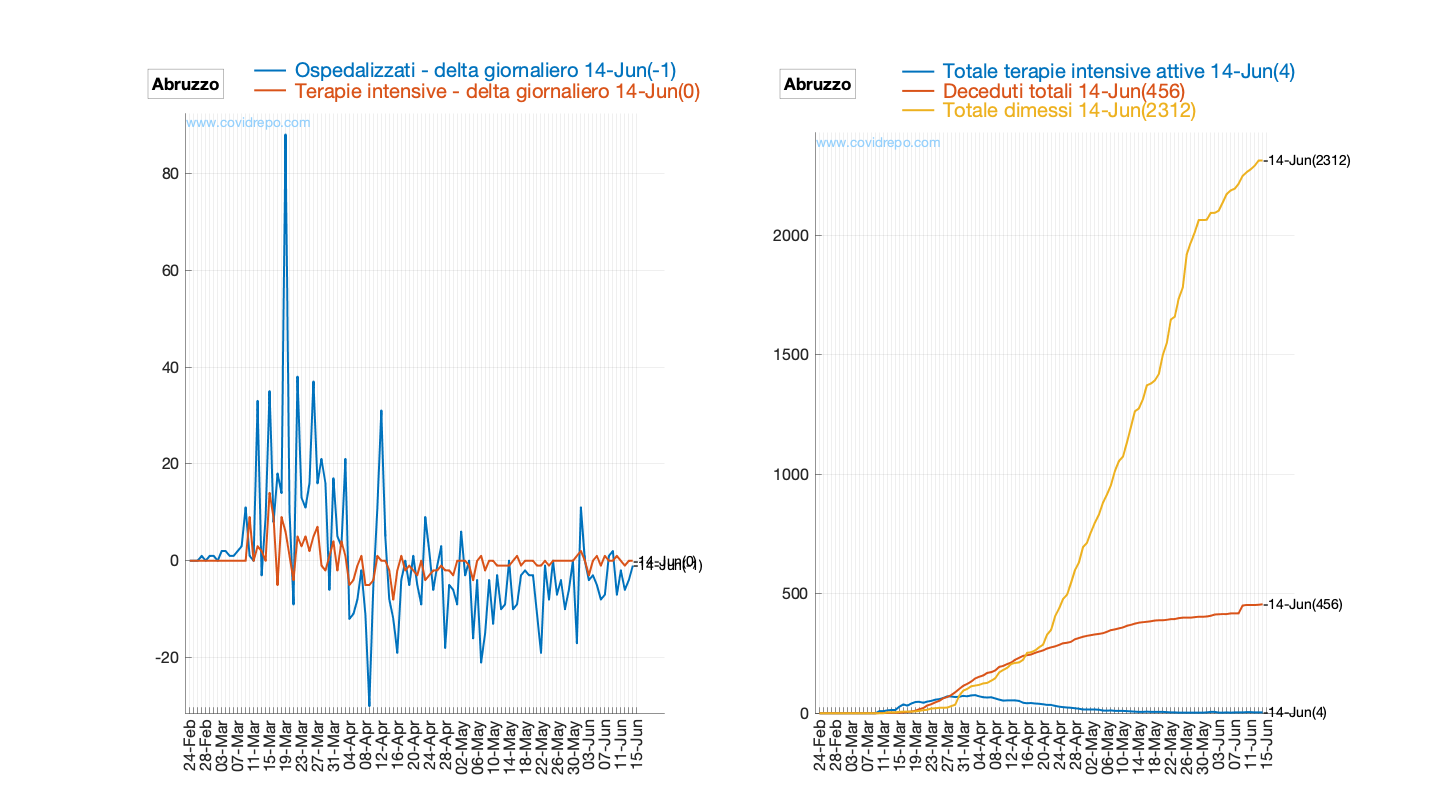 Abruzzo
Ospedalizzati - delta giornaliero 14-Jun(-1)
Terapie intensive - delta giornaliero 14-Jun(0)
www.covidrepo.com
80
60
40
20
0
-20
-14-Jun(0)
-14-Jun(-1)
24-Feb
28-Feb
03-Mar
07-Mar
11-Mar
15-Mar
19-Mar
23-Mar
27-Mar
31-Mar
04-Apr
08-Apr
12-Apr
16-Apr
20-Apr
24-Apr
28-Apr
02-May
06-May
10-May
14-May
18-May
22-May
26-May
30-May
03-Jun
07-Jun
11-Jun
15-Jun
Abruzzo
Totale terapie intensive attive 14-Jun(4)
Deceduti totali 14-Jun(456)
Totale dimessi 14-Jun(2312)
www.covidrepo.com
2000
1500
1000
500
0
-14-Jun(2312)
-14-Jun(456)
-14-Jun(4)
24-Feb
28-Feb
03-Mar
07-Mar
11-Mar
15-Mar
19-Mar
23-Mar
27-Mar
31-Mar
04-Apr
08-Apr
12-Apr
16-Apr
20-Apr
24-Apr
28-Apr
02-May
06-May
10-May
14-May
18-May
22-May
26-May
30-May
03-Jun
07-Jun
11-Jun
15-Jun